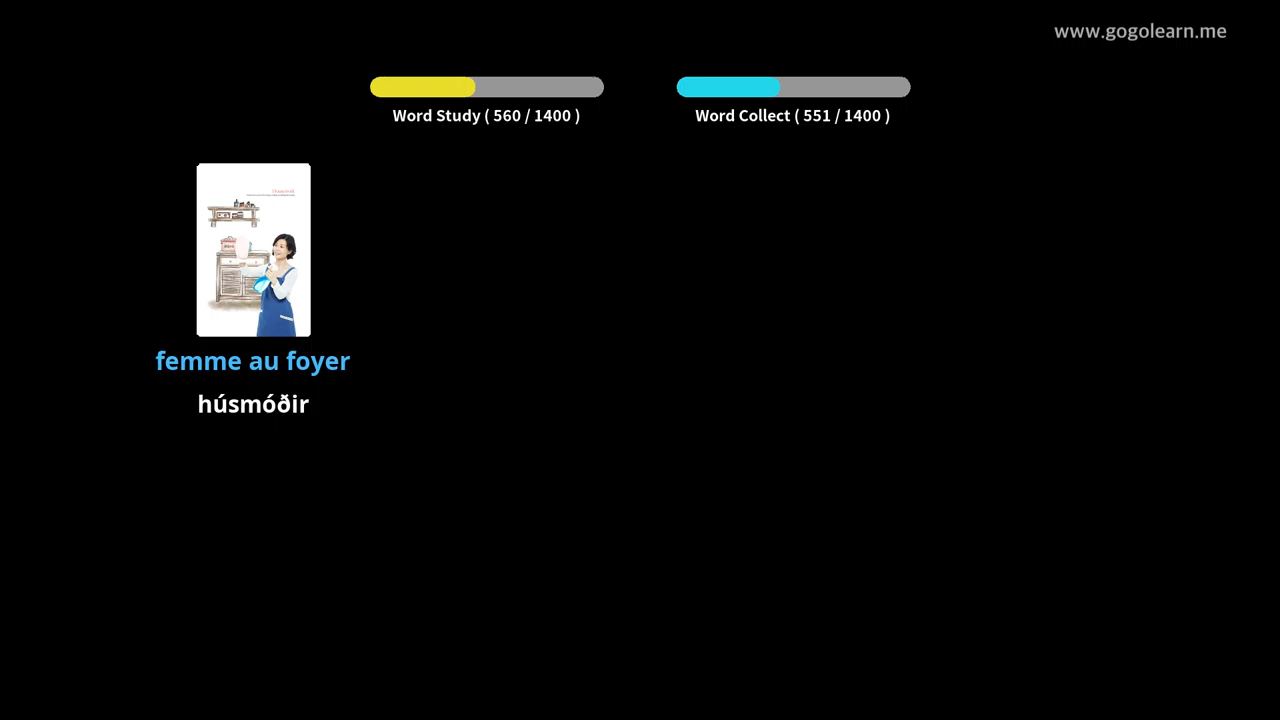 www.gogolearn.me
Word Study ( 560 / 1400 )
Word Collect ( 551 / 1400 )
femme au foyer
húsmóðir